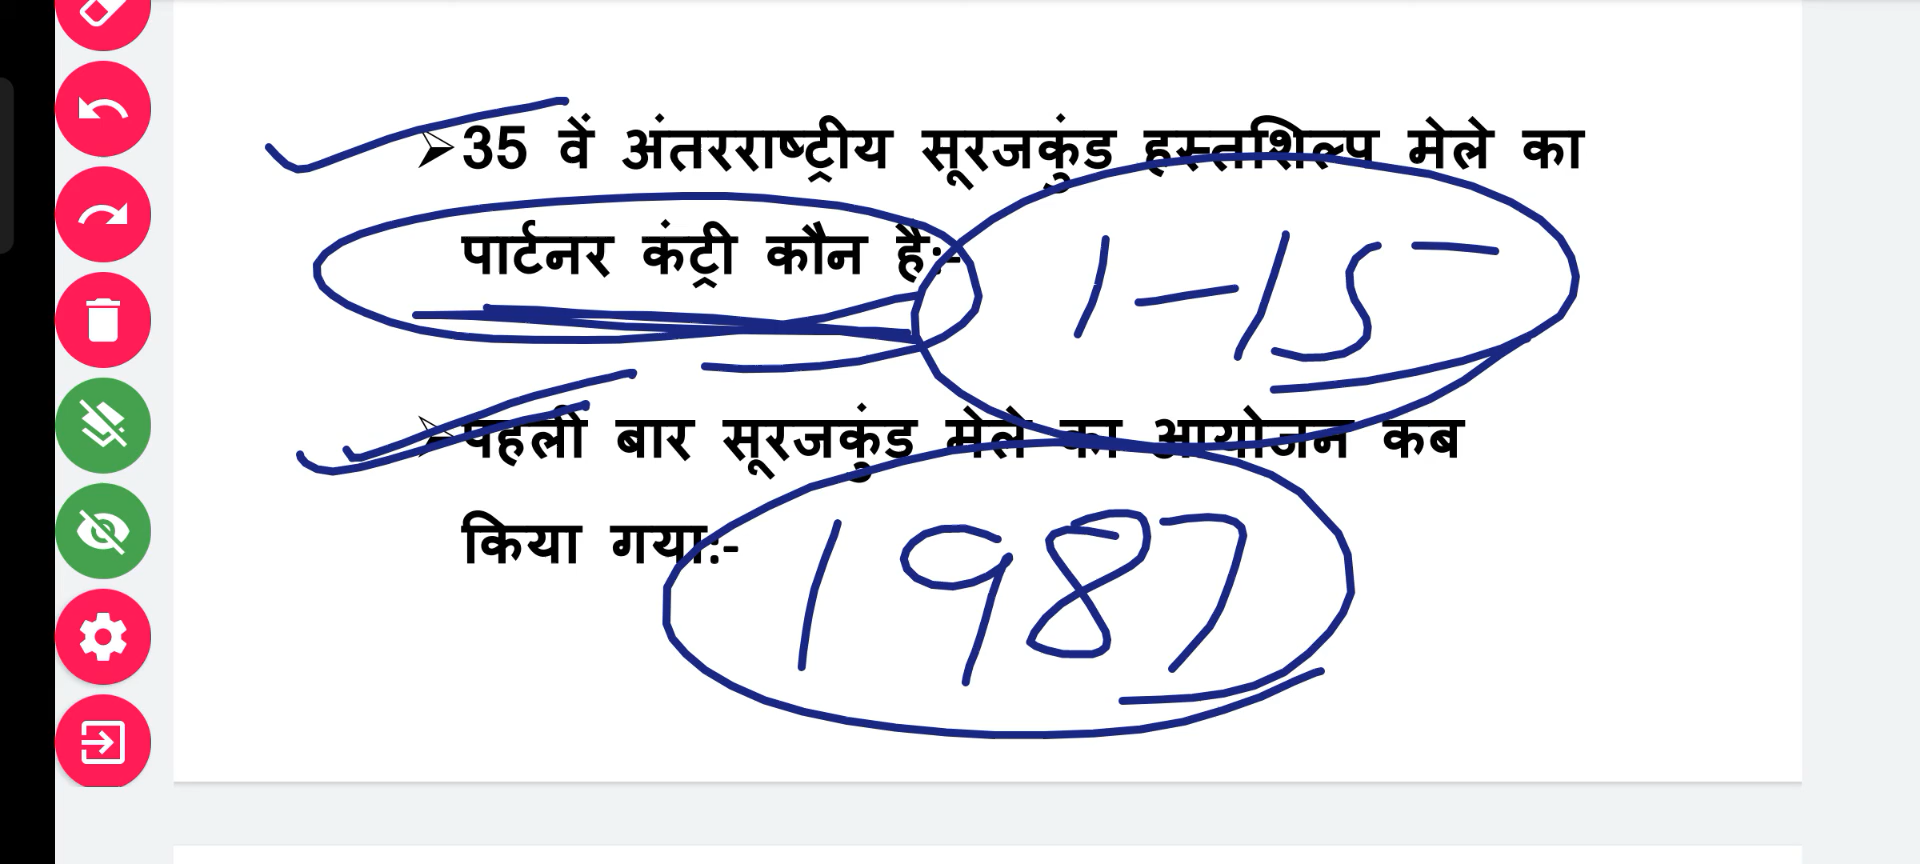 ➢35 वें अंतरराष्ट्रीय सूरजकुंड हस्तशिल्प मेले का
पार्टनर कंट्री कौन है:-
1-15
➢पहली बार सूरजकुंड मेले का आयोजन कब
किया गया:-
1987